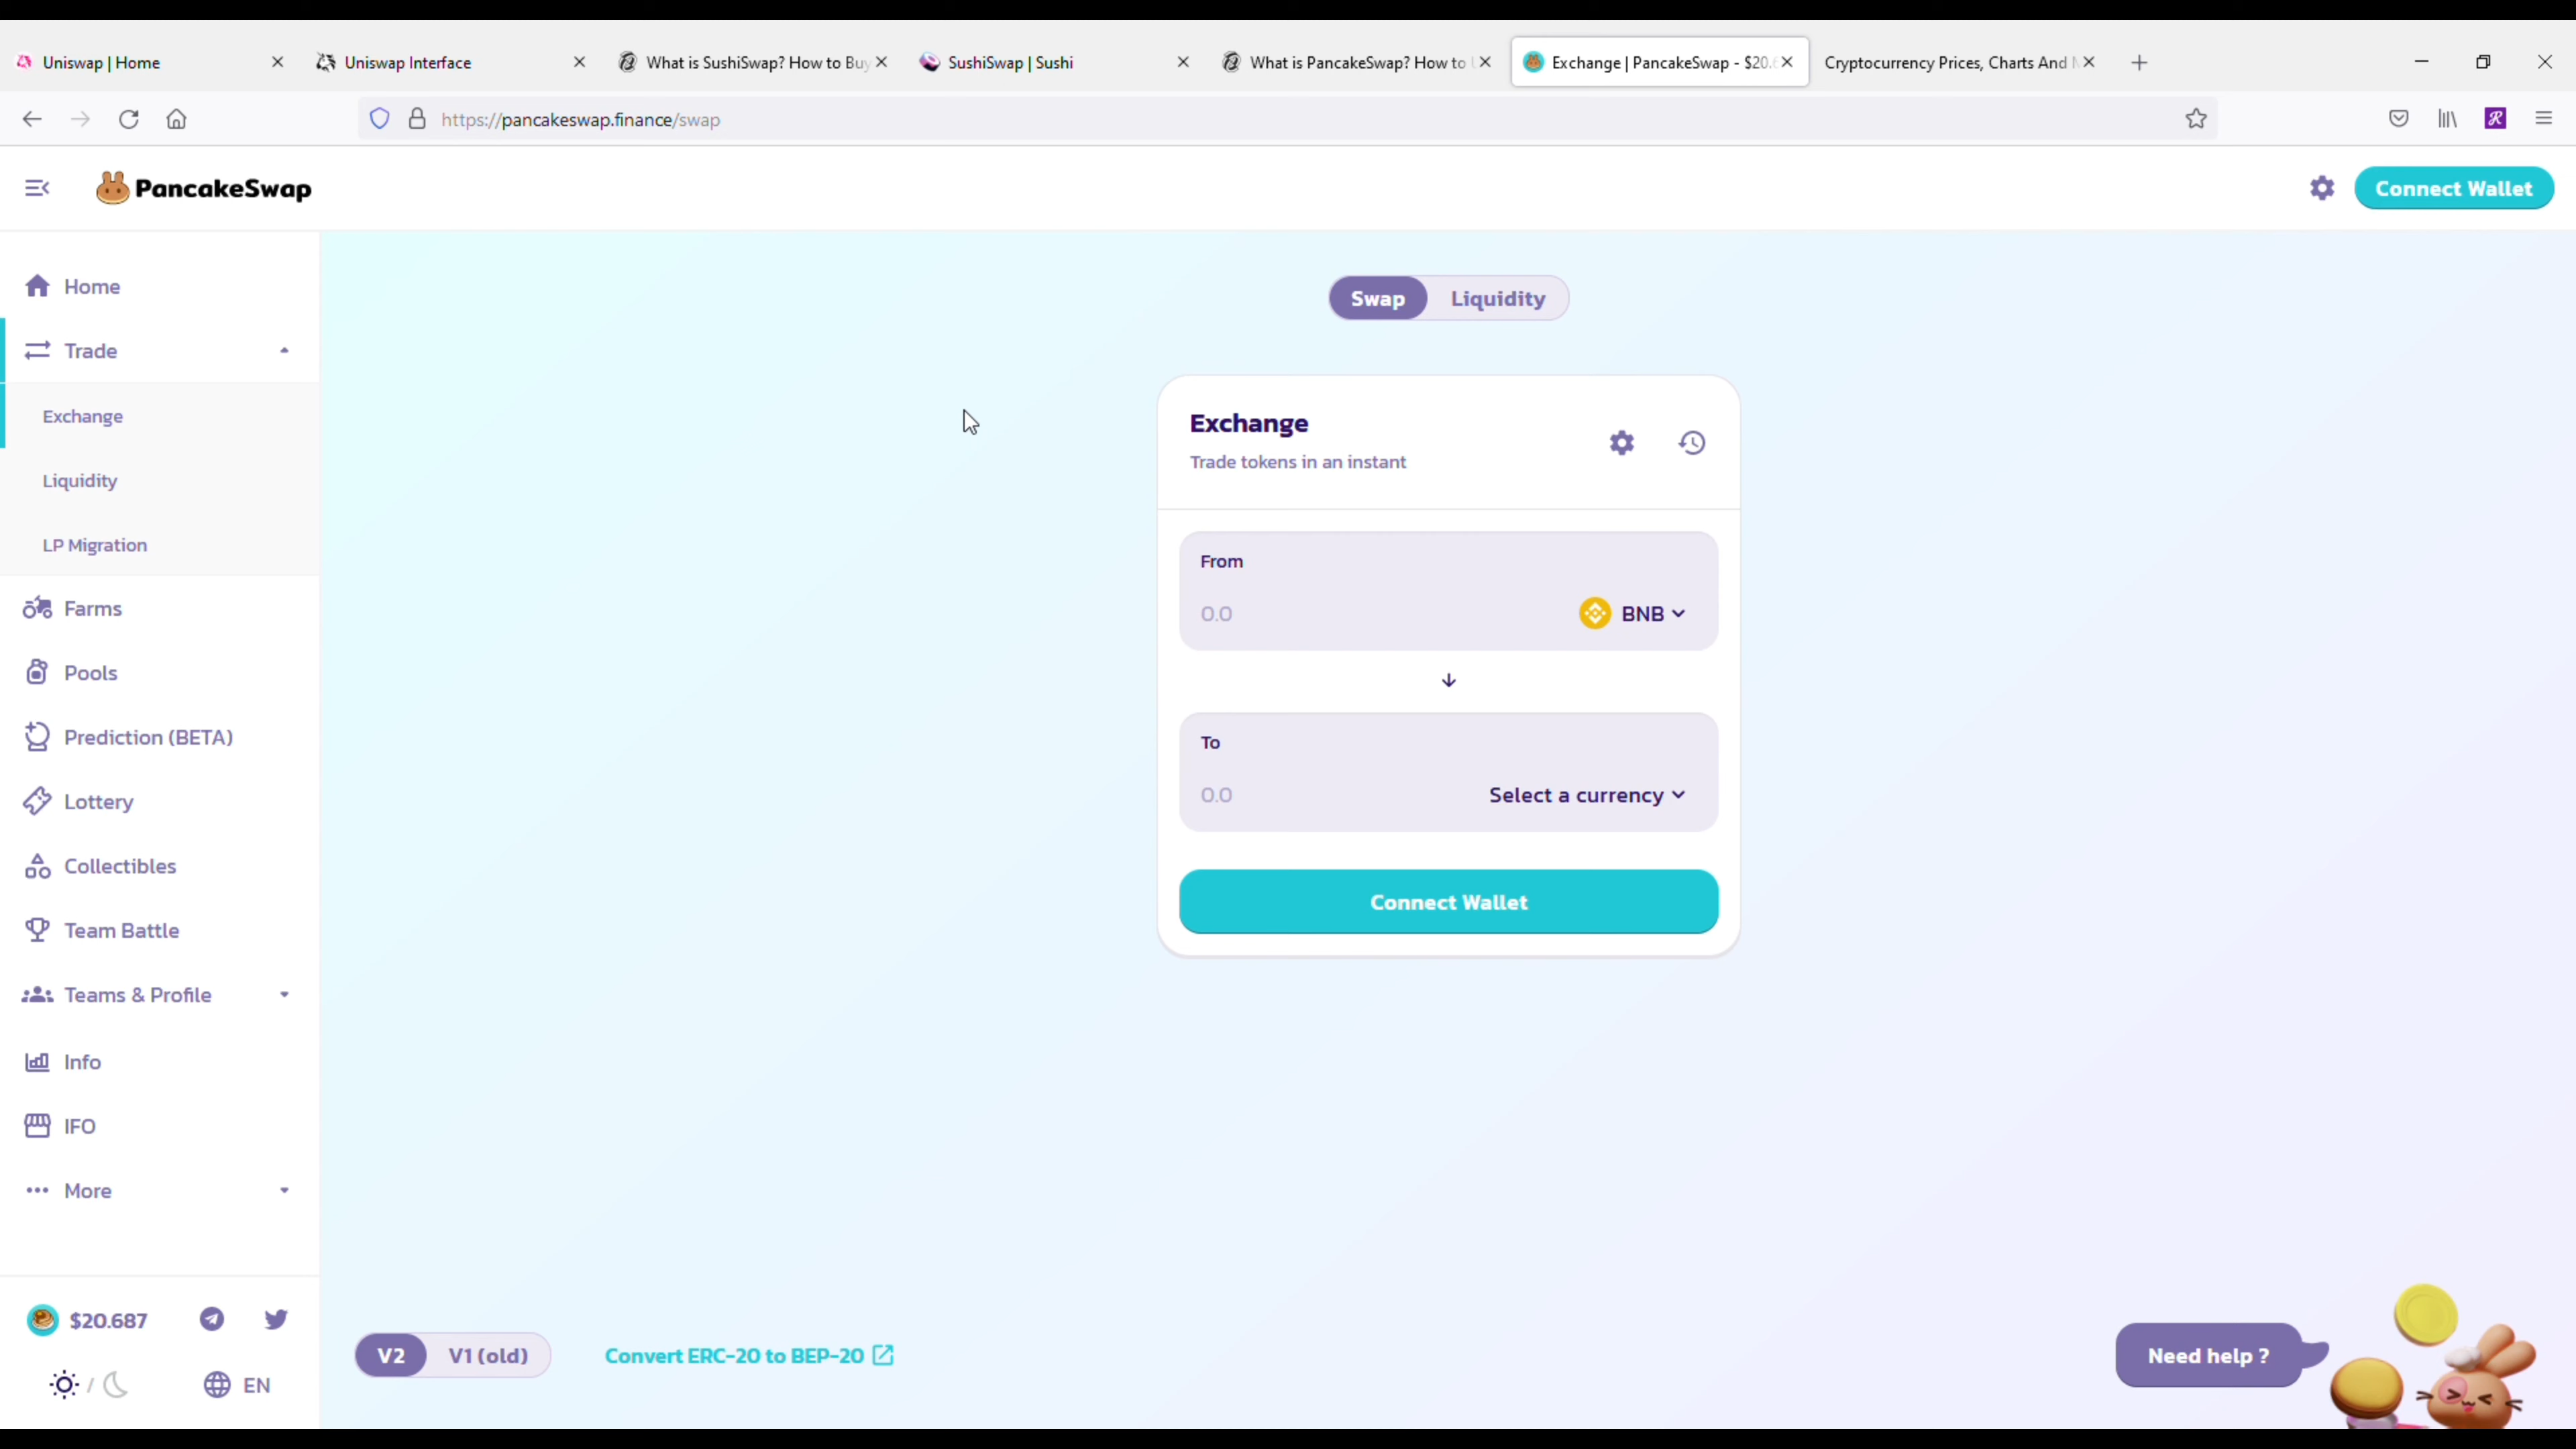 Uniswap | Home
Uniswap Interface
What is SushiSwap? How to Buy
SushiSwap | Sushi
What is PancakeSwap? How to
Exchange | PancakeSwap - $20.
Cryptocurrency Prices, Charts And
https://pancakeswap.finance/swap
PancakeSwap
Connect Wallet
Home
Trade
Exchange
Liquidity
LP Migration
Farms
Pools
Prediction (BETA)
Lottery
Collectibles
Team Battle
Teams & Profile
Info
IFO
More
$20.687
/
EN
Swap
Liquidity
Exchange
Trade tokens in an instant
From
0.0
BNB
To
0.0
Select a currency
Connect Wallet
V2
V1 (old)
Convert ERC-20 to BEP-20
Need help ?